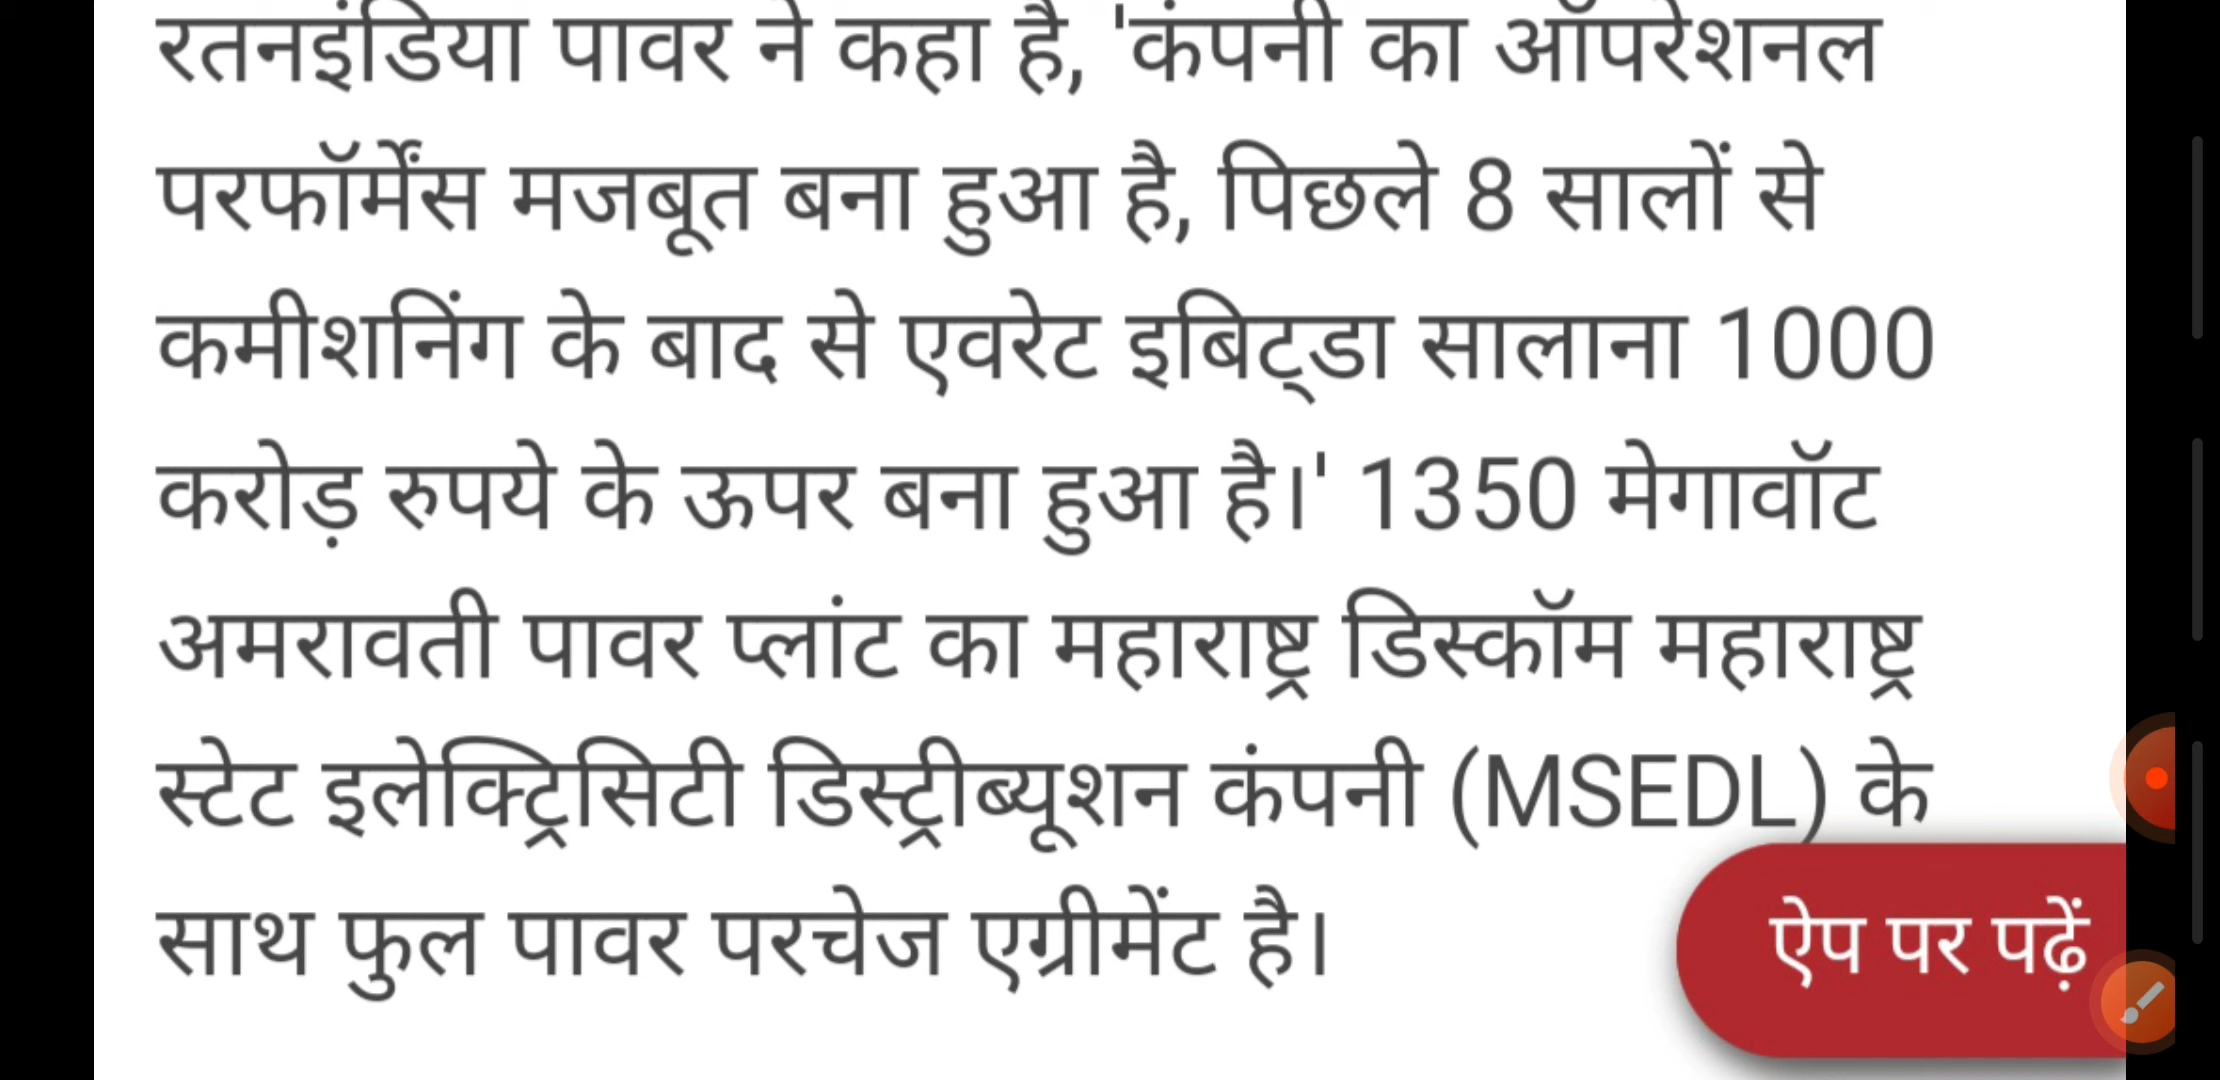 रतनइंडिया पावर ने कहा है, 'कंपनी का ऑपरेशनल
परफॉर्मेंस मजबूत बना हुआ है, पिछले 8 सालों से
कमीशनिंग के बाद से एवरेट इबिट्डा सालाना 1000
करोड़ रुपये के ऊपर बना हुआ है।' 1350 मेगावॉट
अमरावती पावर प्लांट का महाराष्ट्र डिस्कॉम महाराष्ट्र
स्टेट इलेक्ट्रिसिटी डिस्ट्रीब्यूशन कंपनी (MSEDL) के
साथ फुल पावर परचेज एग्रीमेंट है।
ऐप पर पढ़ें